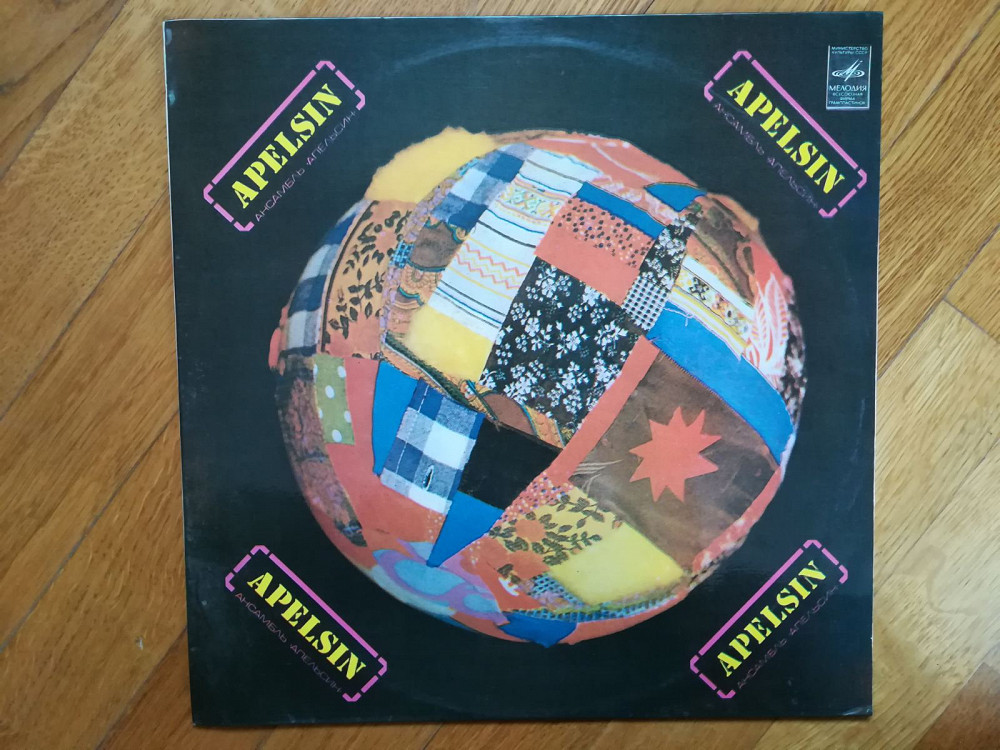 APELSIN
АНСАМБЛЬ АПЕЛЬСИН
APELSIN
АНСАМБЛЬ АПЕЛЬСИН
МИНИСТЕРСТВО
КУЛЬТУРЫ СССР
МЕЛОДИЯ
ВСЕСОЮЗНАЯ
ФИРМА
ГРАМПЛАСТИНОК
APELSIN
АНСАМБЛЬ АПЕЛЬСИН
APELSIN
АНСАМБЛЬ АПЕЛЬСИН